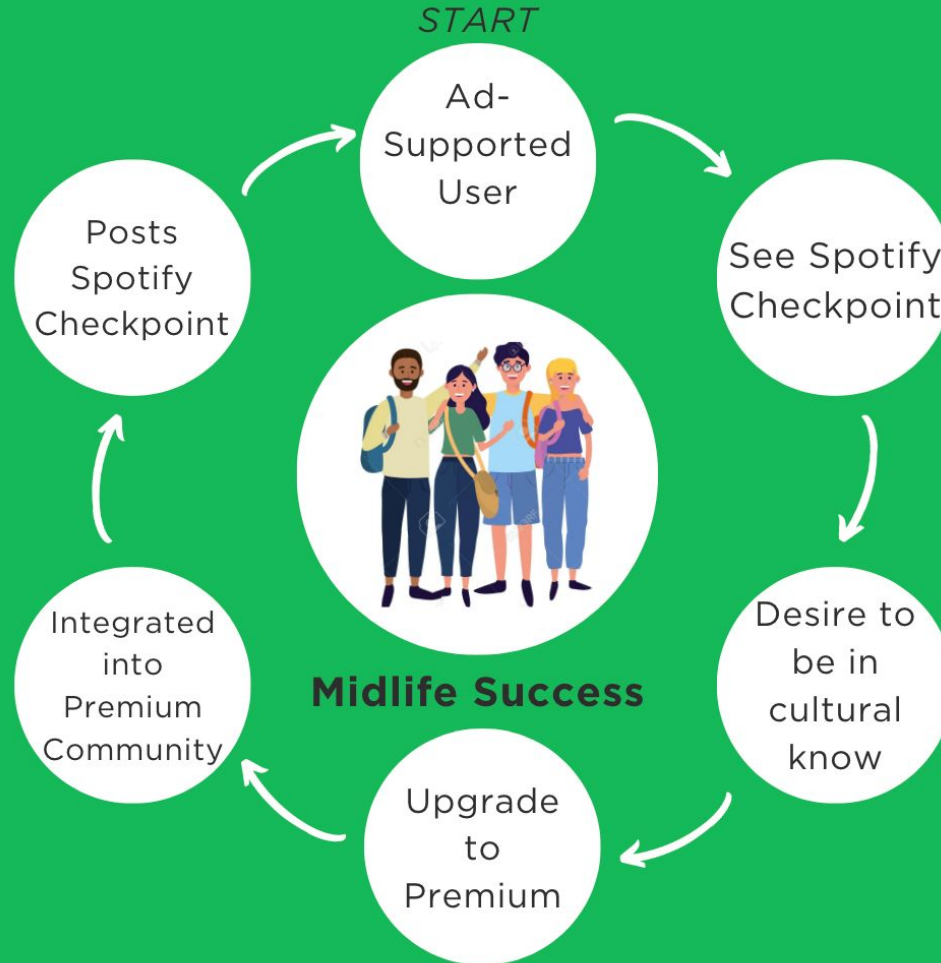 START
Ad-
Supported
User
See Spotify
Checkpoint
Desire to
be in
cultural
know
Upgrade
to
Premium
Integrated
into
Premium
Community
Posts
Spotify
Checkpoint
Midlife Success